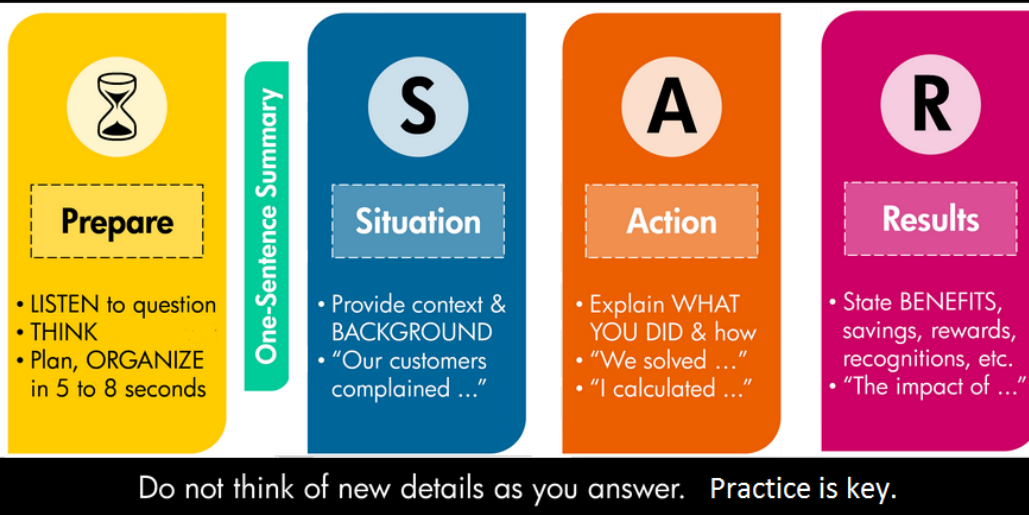 Prepare
• LISTEN to question
• THINK
• Plan, ORGANIZE
in 5 to 8 seconds
One-Sentence Summary
S
Situation
• Provide context &
BACKGROUND
• “Our customers
complained ...”
A
Action
• Explain WHAT
YOU DID & how
• “We solved ...”
• “I calculated ...”
R
Results
• State BENEFITS,
savings, rewards,
recognitions, etc.
• “The impact of ...”
Do not think of new details as you answer. Practice is key.